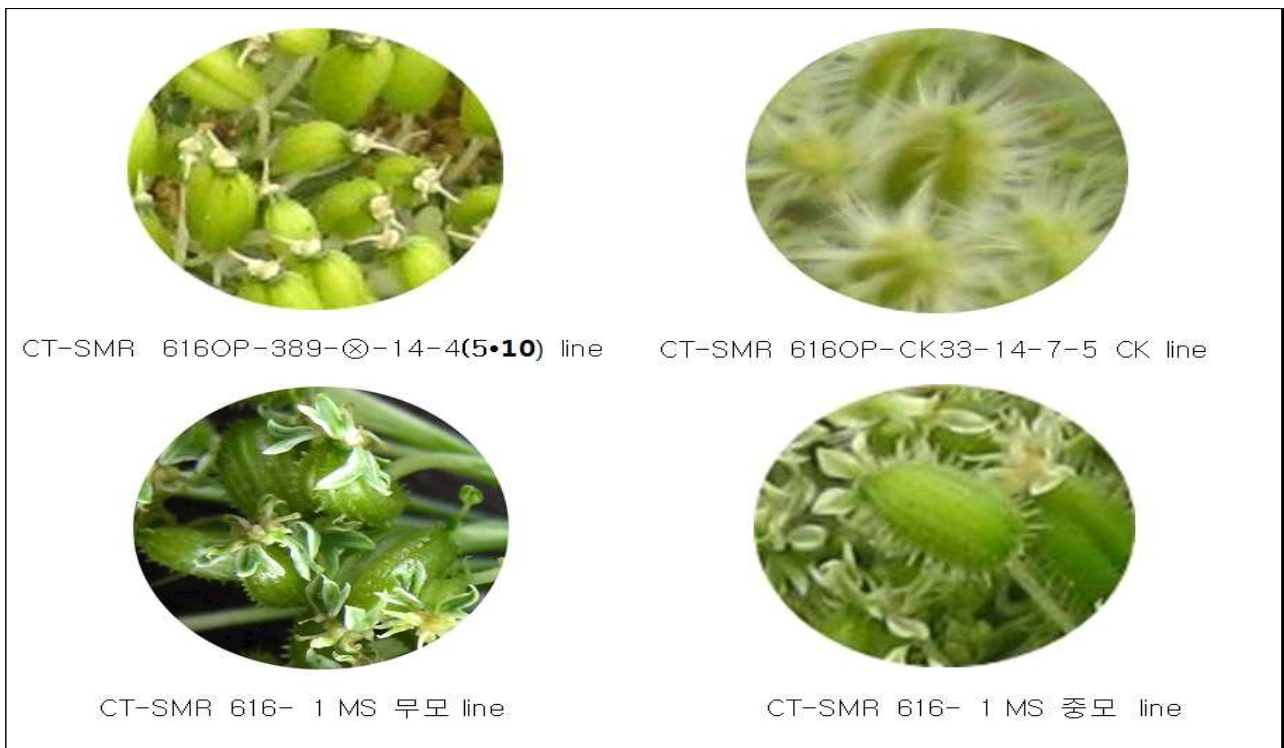 CT-SMR 616OP-389-⊗-14-4(5•10) line
CT-SMR 616OP-CK33-14-7-5 CK line
CT-SMR 616- 1 MS 무모 line
CT-SMR 616- 1 MS 중모 line